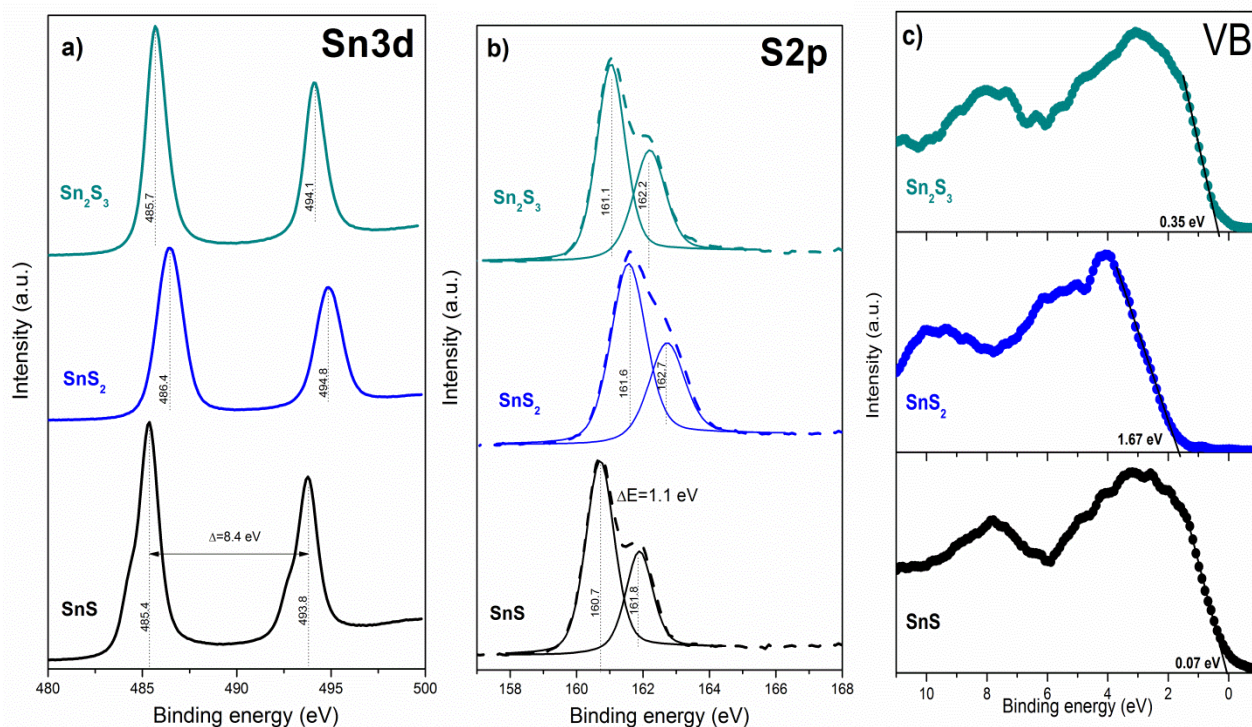 a)
Sn3d
Sn₂S₃
485.7
494.1
SnS₂
486.4
494.8
Δ=8.4 eV
SnS
485.4
493.8
Intensity (a.u.)
480 485 490 495 500
Binding energy (eV)
b)
S2p
Sn₂S₃
161.1
162.2
SnS₂
161.6
162.7
ΔE=1.1 eV
SnS
160.7
161.8
Intensity (a.u.)
158 160 162 164 166 168
Binding energy (eV)
c)
VB
Sn₂S₃
0.35 eV
SnS₂
1.67 eV
SnS
0.07 eV
Intensity (a.u.)
10 8 6 4 2 0
Binding energy (eV)